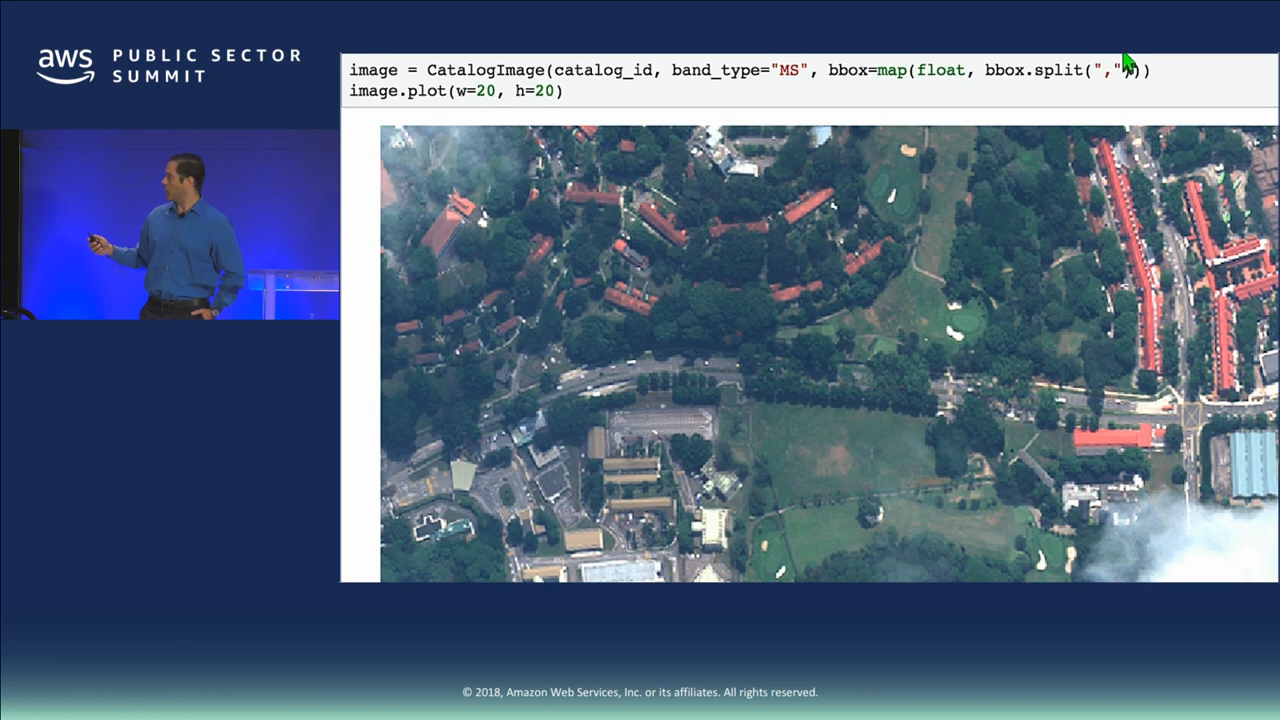 aws
PUBLIC SECTOR
SUMMIT
image = CatalogImage(catalog_id, band_type="MS", bbox=map(float, bbox.split(",")))
image.plot(w=20, h=20)
© 2018, Amazon Web Services, Inc. or its affiliates. All rights reserved.